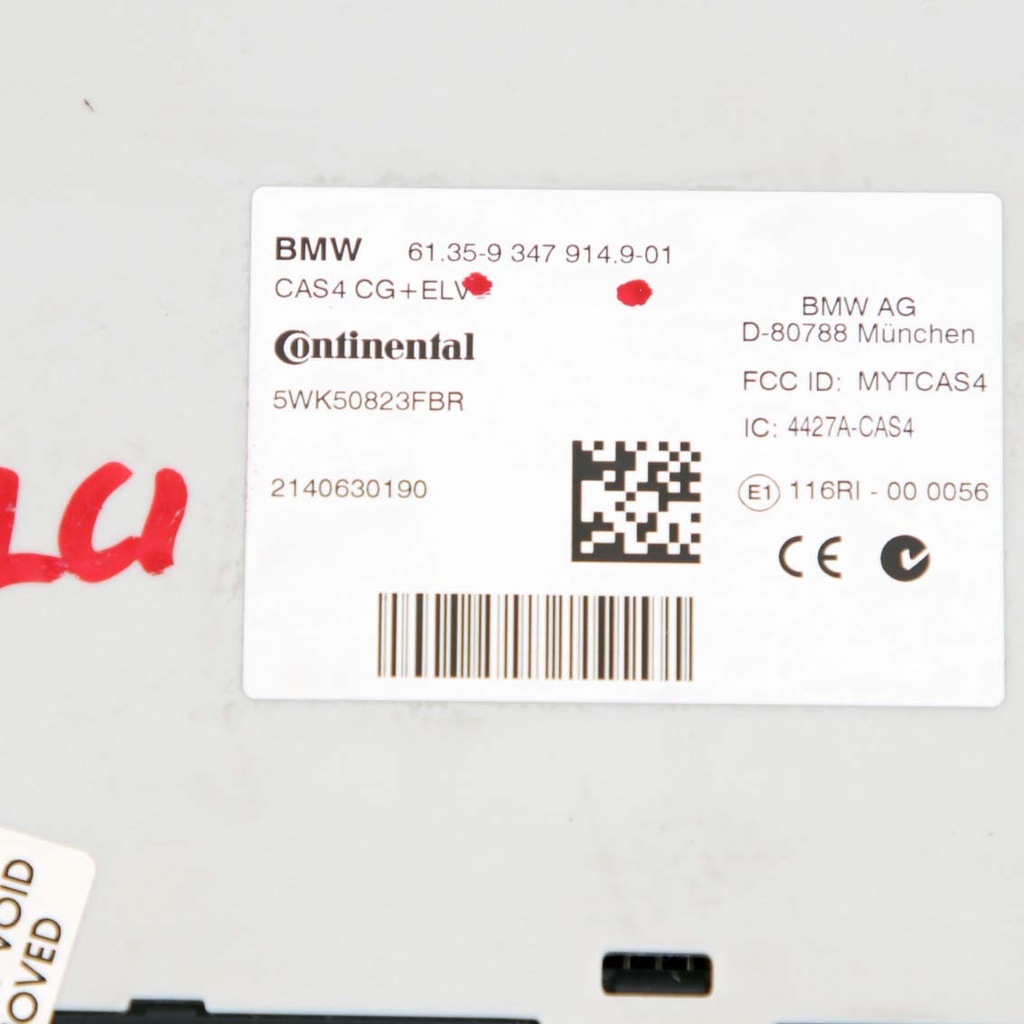 BMW 61.35-9 347 914.9-01
CAS4 CG+ELV
Continental
5WK50823FBR
2140630190
BMW AG
D-80788 München
FCC ID: MYTCAS4
IC: 4427A-CAS4
E1 116RI - 00 0056
CE
VOID